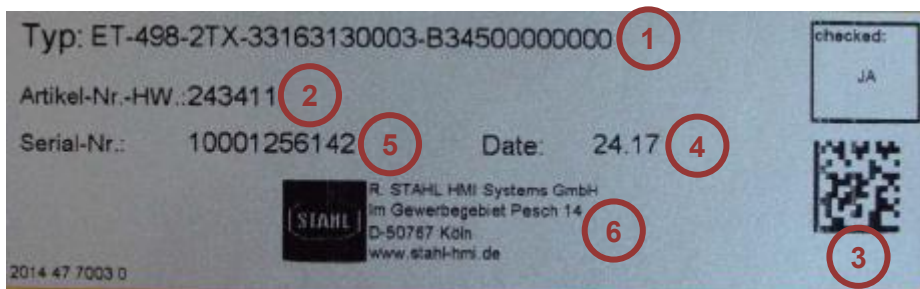 Typ: ET-498-2TX-33163130003-B34500000000
1
checked:
JA
Artikel-Nr.-HW.:243411
2
Serial-Nr.: 10001256142
5
Date: 24.17
4
STAHL
R. STAHL HMI Systems GmbH
Im Gewerbegebiet Pesch 14
D-50767 Köln
www.stahl-hmi.de
6
3
2014 47 7003 0